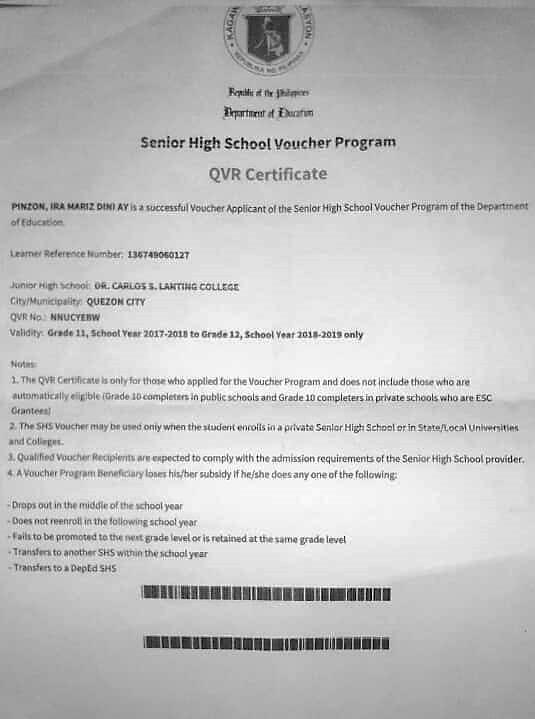 KAGAW
ASYON
REPUBLIKA NG PILIPINAS
Republic of the Philippines
Department of Education
Senior High School Voucher Program
QVR Certificate
PINZON, IRA MARIZ DINI AY is a successful Voucher Applicant of the Senior High School Voucher Program of the Department
of Education.
Learner Reference Number: 136749060127
Junior High School: DR. CARLOS S. LANTING COLLEGE
City/Municipality: QUEZON CITY
QVR No.: NNUCYEBW
Validity: Grade 11, School Year 2017-2018 to Grade 12, School Year 2018-2019 only
Notes:
1. The QVR Certificate is only for those who applied for the Voucher Program and does not include those who are
automatically eligible (Grade 10 completers in public schools and Grade 10 completers in private schools who are ESC
Grantees)
2. The SHS Voucher may be used only when the student enrolls in a private Senior High School or in State/Local Universities
and Colleges.
3. Qualified Voucher Recipients are expected to comply with the admission requirements of the Senior High School provider.
4. A Voucher Program Beneficiary loses his/her subsidy if he/she does any one of the following:
- Drops out in the middle of the school year
- Does not reenroll in the following school year
- Fails to be promoted to the next grade level or is retained at the same grade level
- Transfers to another SHS within the school year
- Transfers to a DepEd SHS